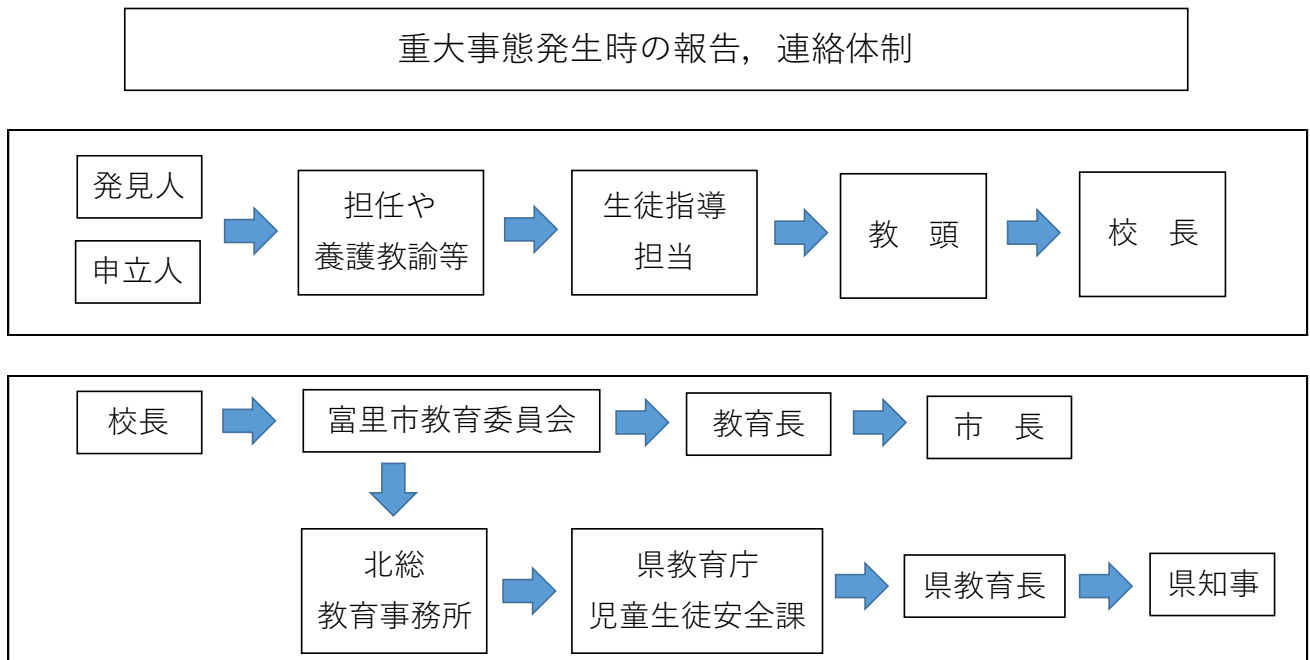 重大事態発生時の報告，連絡体制
発見人
申立人
担任や
養護教諭等
生徒指導
担当
教　頭
校　長
校長
富里市教育委員会
教育長
市　長
北総
教育事務所
県教育庁
児童生徒安全課
県教育長
県知事